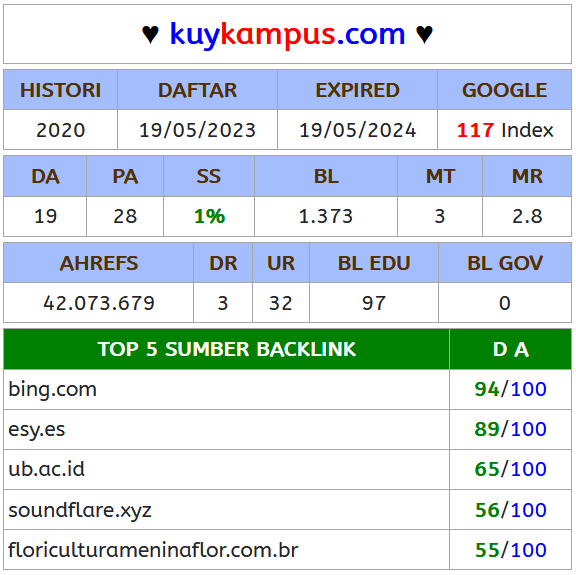 ♥ kuykampus.com ♥
HISTORI DAFTAR EXPIRED GOOGLE
2020 19/05/2023 19/05/2024 117 Index
DA PA SS BL MT MR
19 28 1% 1.373 3 2.8
AHREFS DR UR BL EDU BL GOV
42.073.679 3 32 97 0
TOP 5 SUMBER BACKLINK D A
bing.com 94/100
esy.es 89/100
ub.ac.id 65/100
soundflare.xyz 56/100
floriculturameninaflor.com.br 55/100